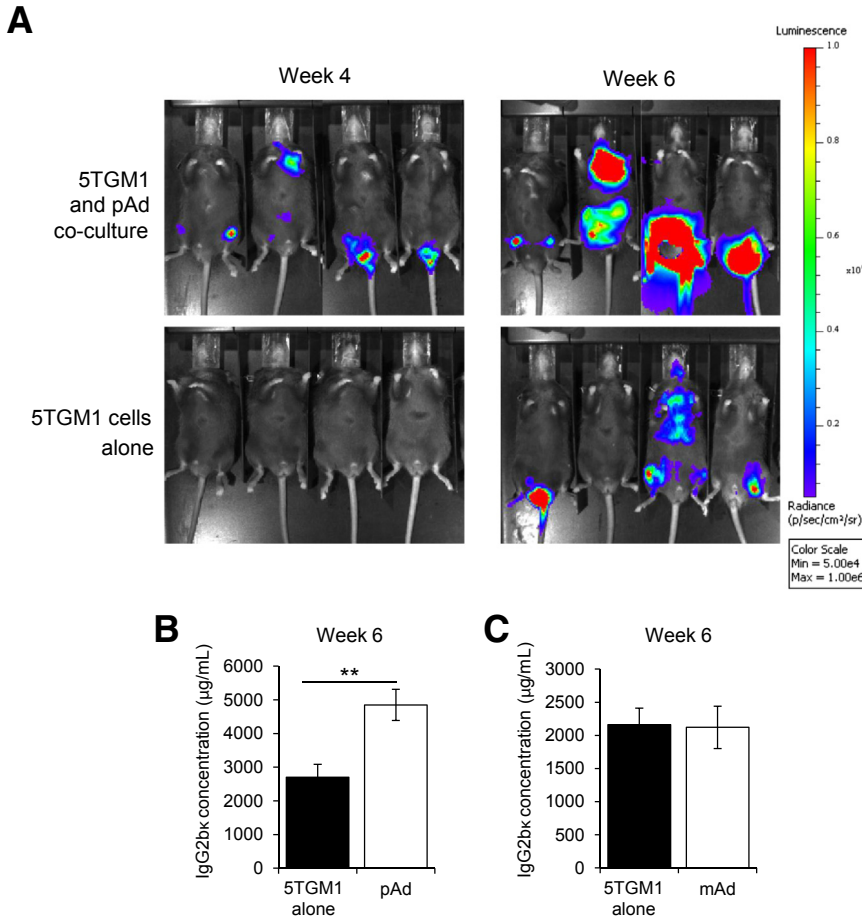 A
Luminescence
Week 4
Week 6
1.0
0.8
0.6
0.4
0.2
5TGM1
and pAd
co-culture
5TGM1 cells
alone
Radiance
(p/sec/cm²/sr)
Color Scale
Min = 5.00e4
Max = 1.00e6
B
Week 6
IgG2bκ concentration (µg/mL)
6000
5000
4000
3000
2000
1000
0
**
5TGM1
alone
pAd
C
Week 6
IgG2bκ concentration (µg/mL)
3000
2500
2000
1500
1000
500
0
5TGM1
alone
mAd